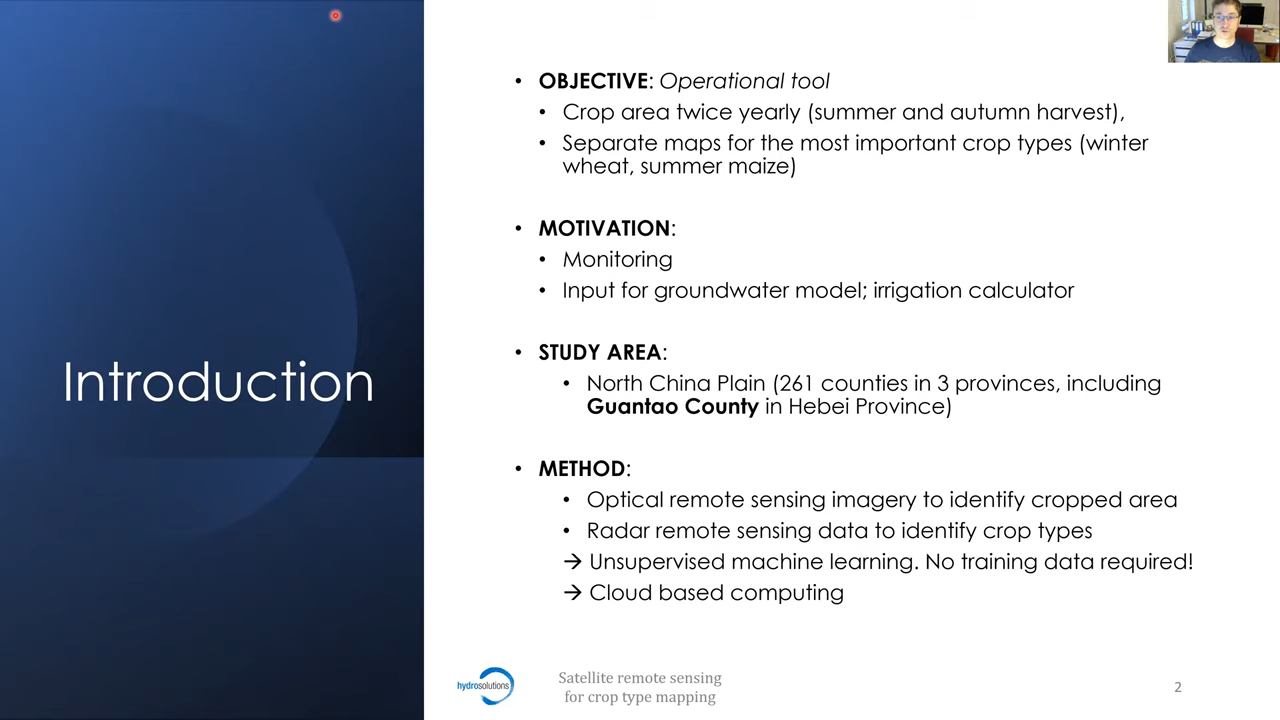 Introduction
• OBJECTIVE: Operational tool
• Crop area twice yearly (summer and autumn harvest),
• Separate maps for the most important crop types (winter
wheat, summer maize)
• MOTIVATION:
• Monitoring
• Input for groundwater model; irrigation calculator
• STUDY AREA:
• North China Plain (261 counties in 3 provinces, including
Guantao County in Hebei Province)
• METHOD:
• Optical remote sensing imagery to identify cropped area
• Radar remote sensing data to identify crop types
→ Unsupervised machine learning. No training data required!
→ Cloud based computing
hydrosolutions
Satellite remote sensing
for crop type mapping
2